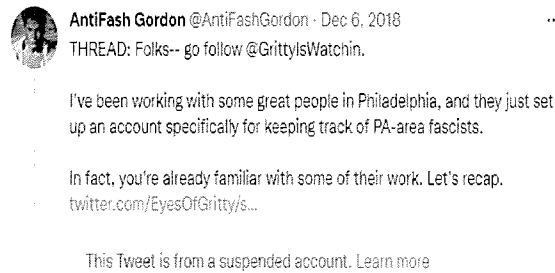 AntiFash Gordon @AntiFashGordon · Dec 6, 2018
THREAD: Folks-- go follow @GrittyIsWatchin.
I've been working with some great people in Philadelphia, and they just set
up an account specifically for keeping track of PA-area fascists.
In fact, you're already familiar with some of their work. Let's recap.
twitter.com/EyesOfGritty/s...
This Tweet is from a suspended account. Learn more